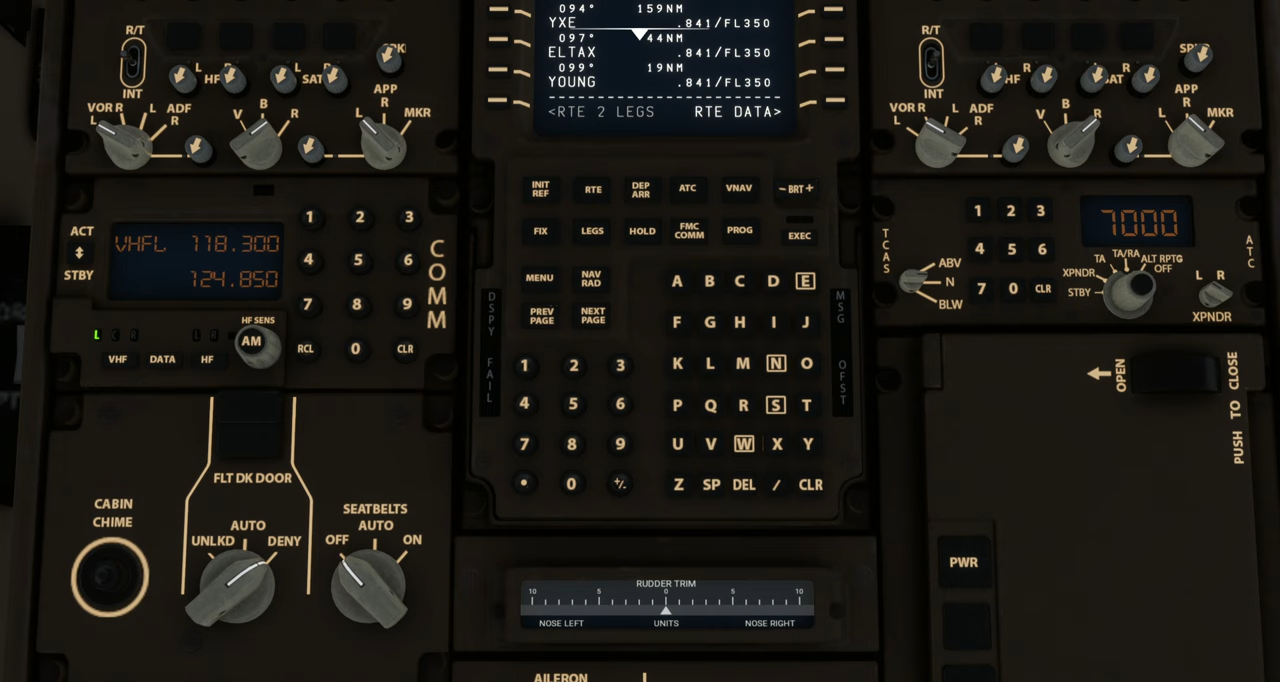 094° 159NM
YXE .841/FL350
097° 44NM
ELTAX .841/FL350
099° 19NM
YOUNG .841/FL350
<RTE 2 LEGS RTE DATA>
R/T
INT
L HF R
L SAT R
APP
VOR L R
L ADF R
V B R
L R MKR
R/T
INT
L HF R
L SAT R
APP
VOR L R
L ADF R
V B R
L R MKR
ACT
STBY
VHFL 118.300
124.850
1 2 3
4 5 6
7 8 9
RCL 0 CLR
COMM
L C R L R
VHF DATA HF
HF SENS
AM
INIT REF
RTE
DEP ARR
ATC
VNAV
- BRT +
FIX
LEGS
HOLD
FMC COMM
PROG
EXEC
MENU
NAV RAD
PREV PAGE
NEXT PAGE
DSPY FAIL
MSG OFST
A B C D E
F G H I J
K L M N O
P Q R S T
U V W X Y
Z SP DEL / CLR
1 2 3
4 5 6
7 8 9
• 0 +/-
TCAS
ABV
N
BLW
1 2 3
4 5 6
7 0 CLR
7000
STBY
XPNDR
TA
TA/RA
ALT RPTG OFF
L R
XPNDR
ATC
OPEN
PUSH TO CLOSE
FLT DK DOOR
UNLKD AUTO DENY
CABIN CHIME
SEATBELTS
OFF AUTO ON
RUDDER TRIM
10 5 0 5 10
NOSE LEFT UNITS NOSE RIGHT
PWR
AILERON